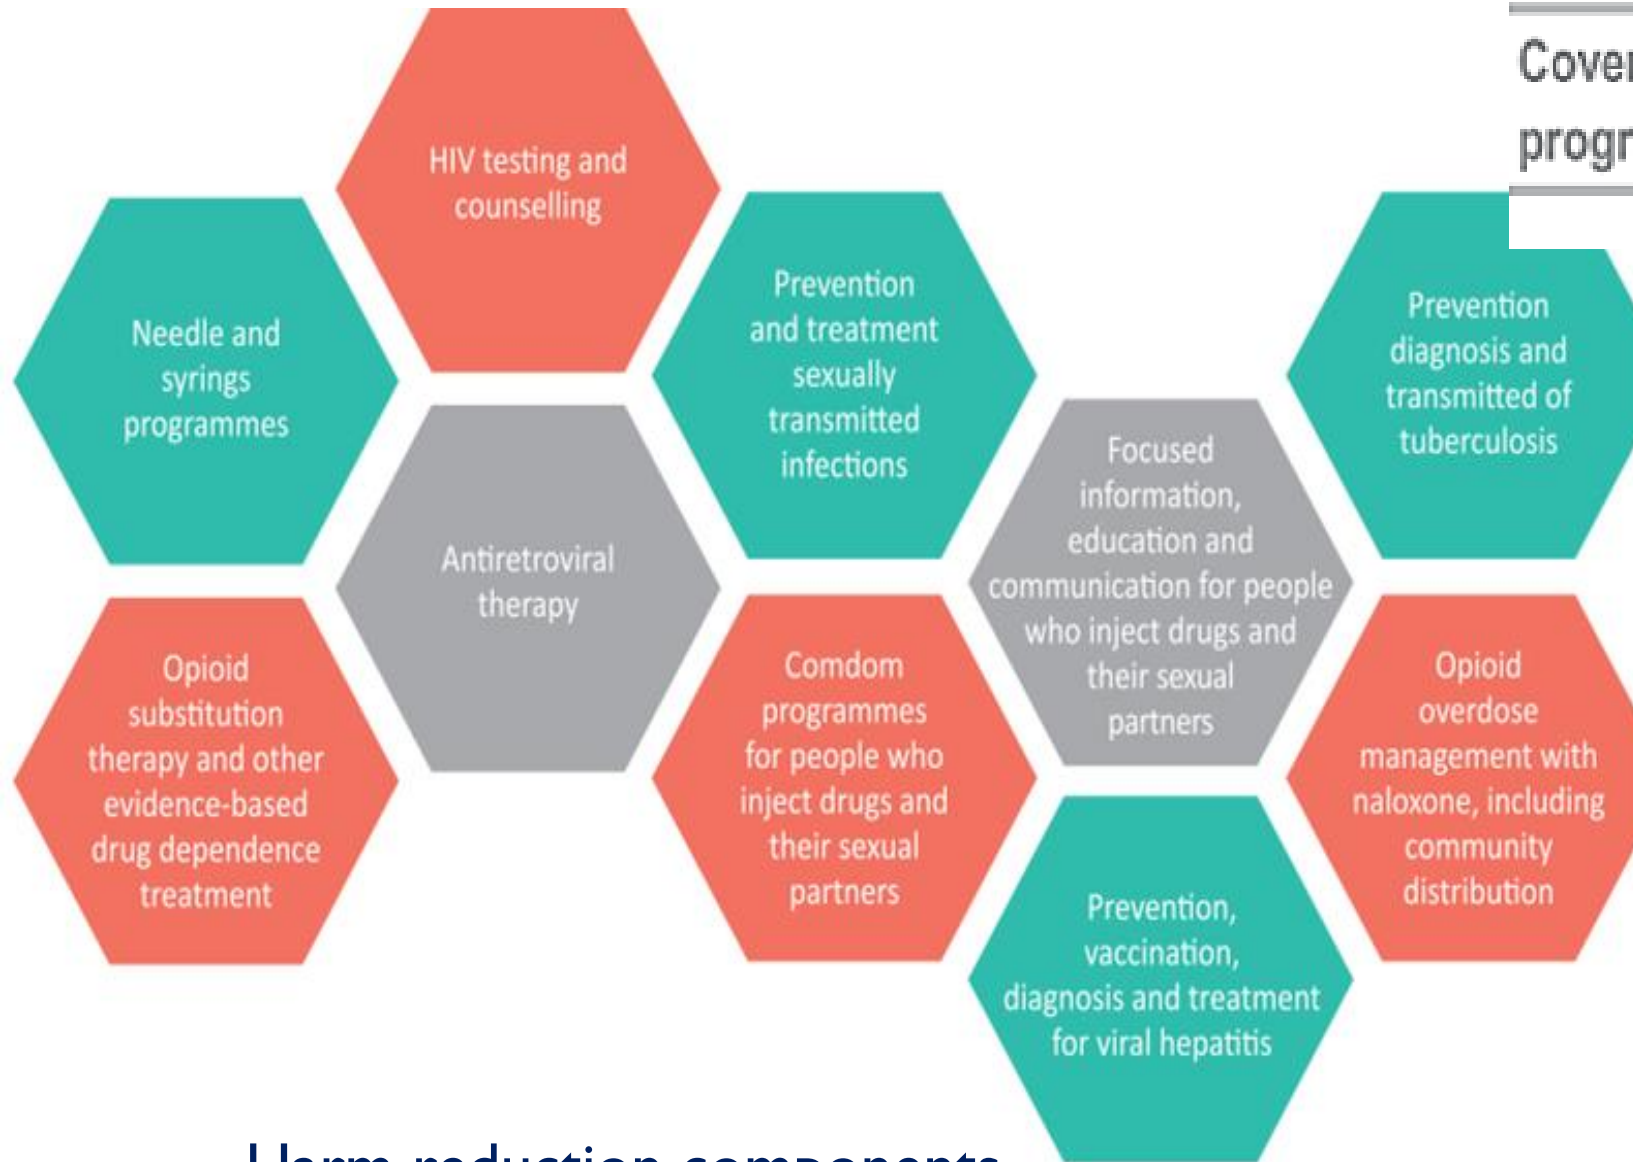 HIV testing and
counselling
Needle and
syrings
programmes
Prevention
and treatment
sexually
transmitted
infections
Prevention
diagnosis and
transmitted of
tuberculosis
Antiretroviral
therapy
Focused
information,
education and
communication for people
who inject drugs and
their sexual
partners
Opioid
substitution
therapy and other
evidence-based
drug dependence
treatment
Comdom
programmes
for people who
inject drugs and
their sexual
partners
Opioid
overdose
management with
naloxone, including
community
distribution
Prevention,
vaccination,
diagnosis and treatment
for viral hepatitis
Harm reduction components